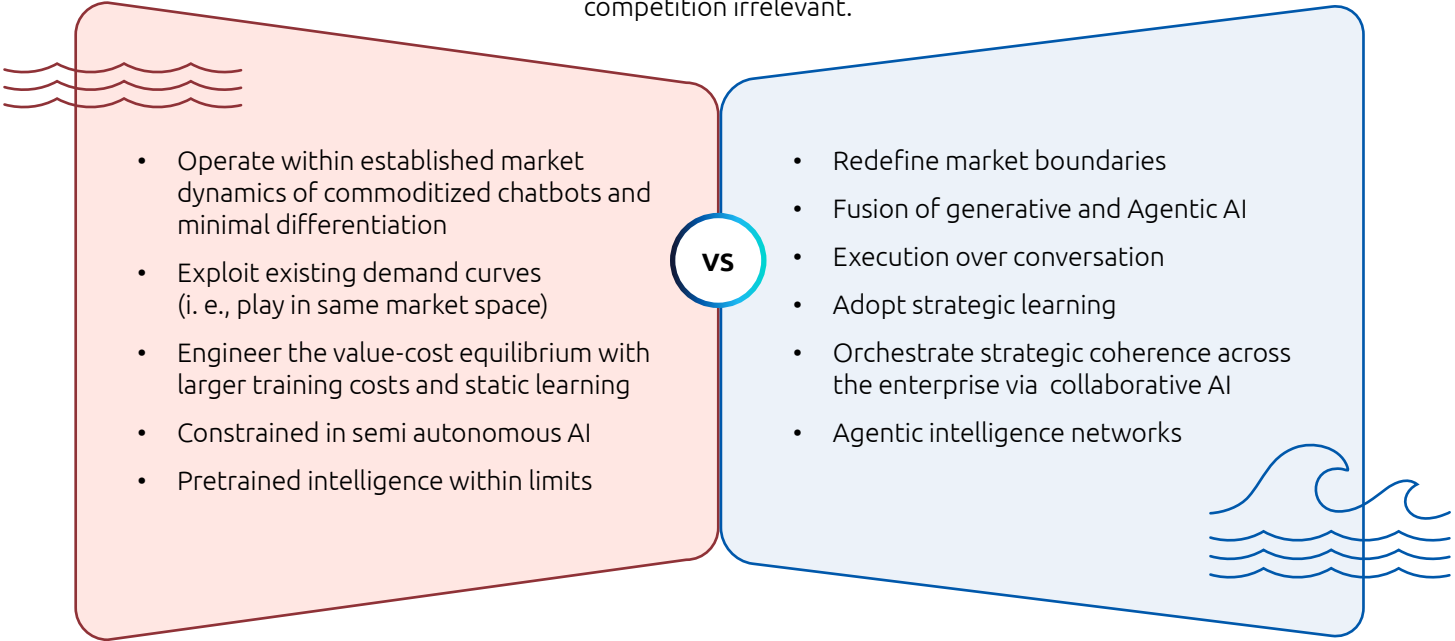 competition irrelevant.
• Operate within established market
dynamics of commoditized chatbots and
minimal differentiation
• Exploit existing demand curves
(i. e., play in same market space)
• Engineer the value-cost equilibrium with
larger training costs and static learning
• Constrained in semi autonomous AI
• Pretrained intelligence within limits
vs
• Redefine market boundaries
• Fusion of generative and Agentic AI
• Execution over conversation
• Adopt strategic learning
• Orchestrate strategic coherence across
the enterprise via  collaborative AI
• Agentic intelligence networks